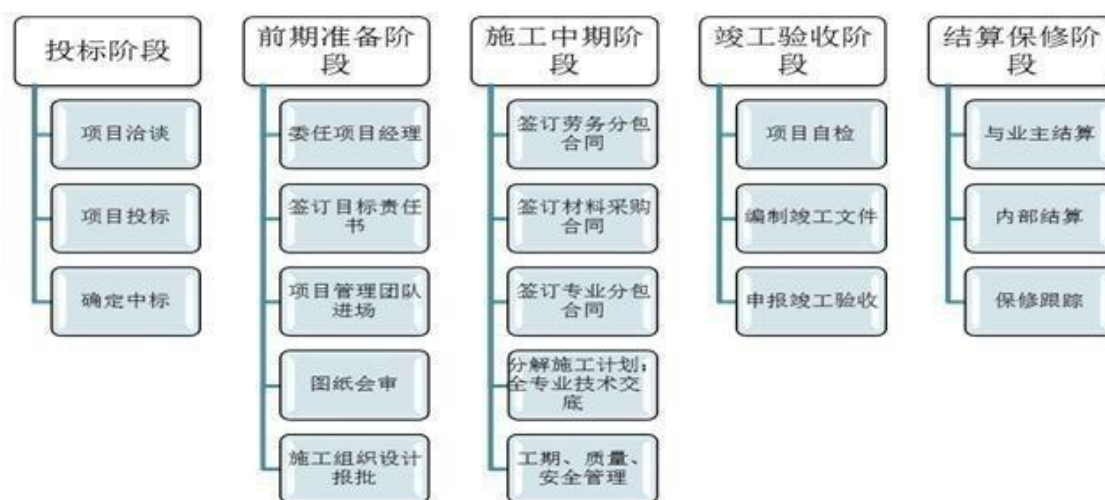 投标阶段
项目洽谈
项目投标
确定中标
前期准备阶
段
委任项目经理
签订目标责任
书
项目管理团队
进场
图纸会审
施工组织设计
报批
施工中期阶
段
签订劳务分包
合同
签订材料采购
合同
签订专业分包
合同
分解施工计划；
全专业技术交
底
工期、质量、
安全管理
竣工验收阶
段
项目自检
编制竣工文件
申报竣工验收
结算保修阶
段
与业主结算
内部结算
保修跟踪